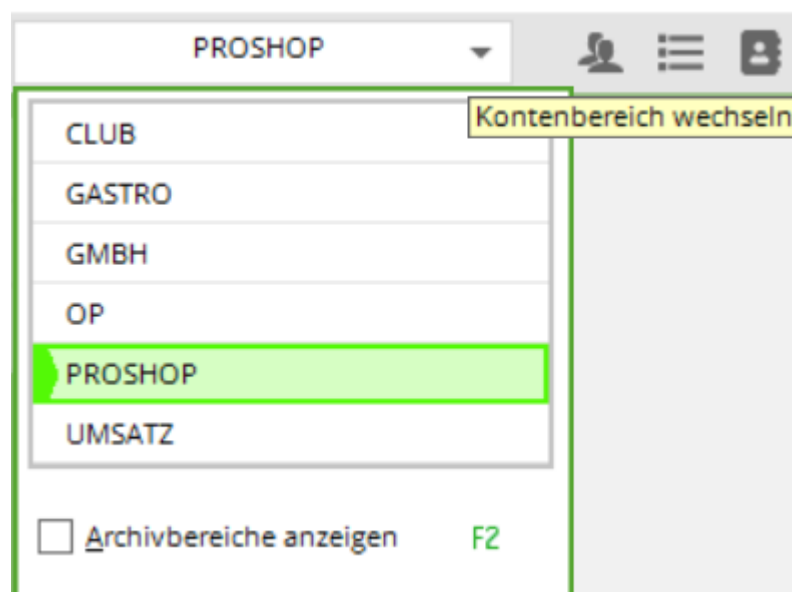 PROSHOP
Kontenbereich wechseln
CLUB
GASTRO
GMBH
OP
PROSHOP
UMSATZ
Archivbereiche anzeigen F2